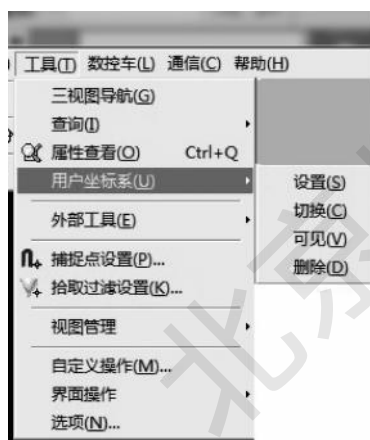 工具(T) 数控车(L) 通信(C) 帮助(H)
三视图导航(G)
查询(I)
属性查看(O) Ctrl+Q
用户坐标系(U)
设置(S)
切换(C)
可见(V)
删除(D)
外部工具(E)
捕捉点设置(P)...
拾取过滤设置(K)...
视图管理
自定义操作(M)...
界面操作
选项(N)...
北京